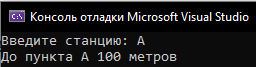 Консоль отладки Microsoft Visual Studio
Введите станцию: А
До пункта А 100 метров